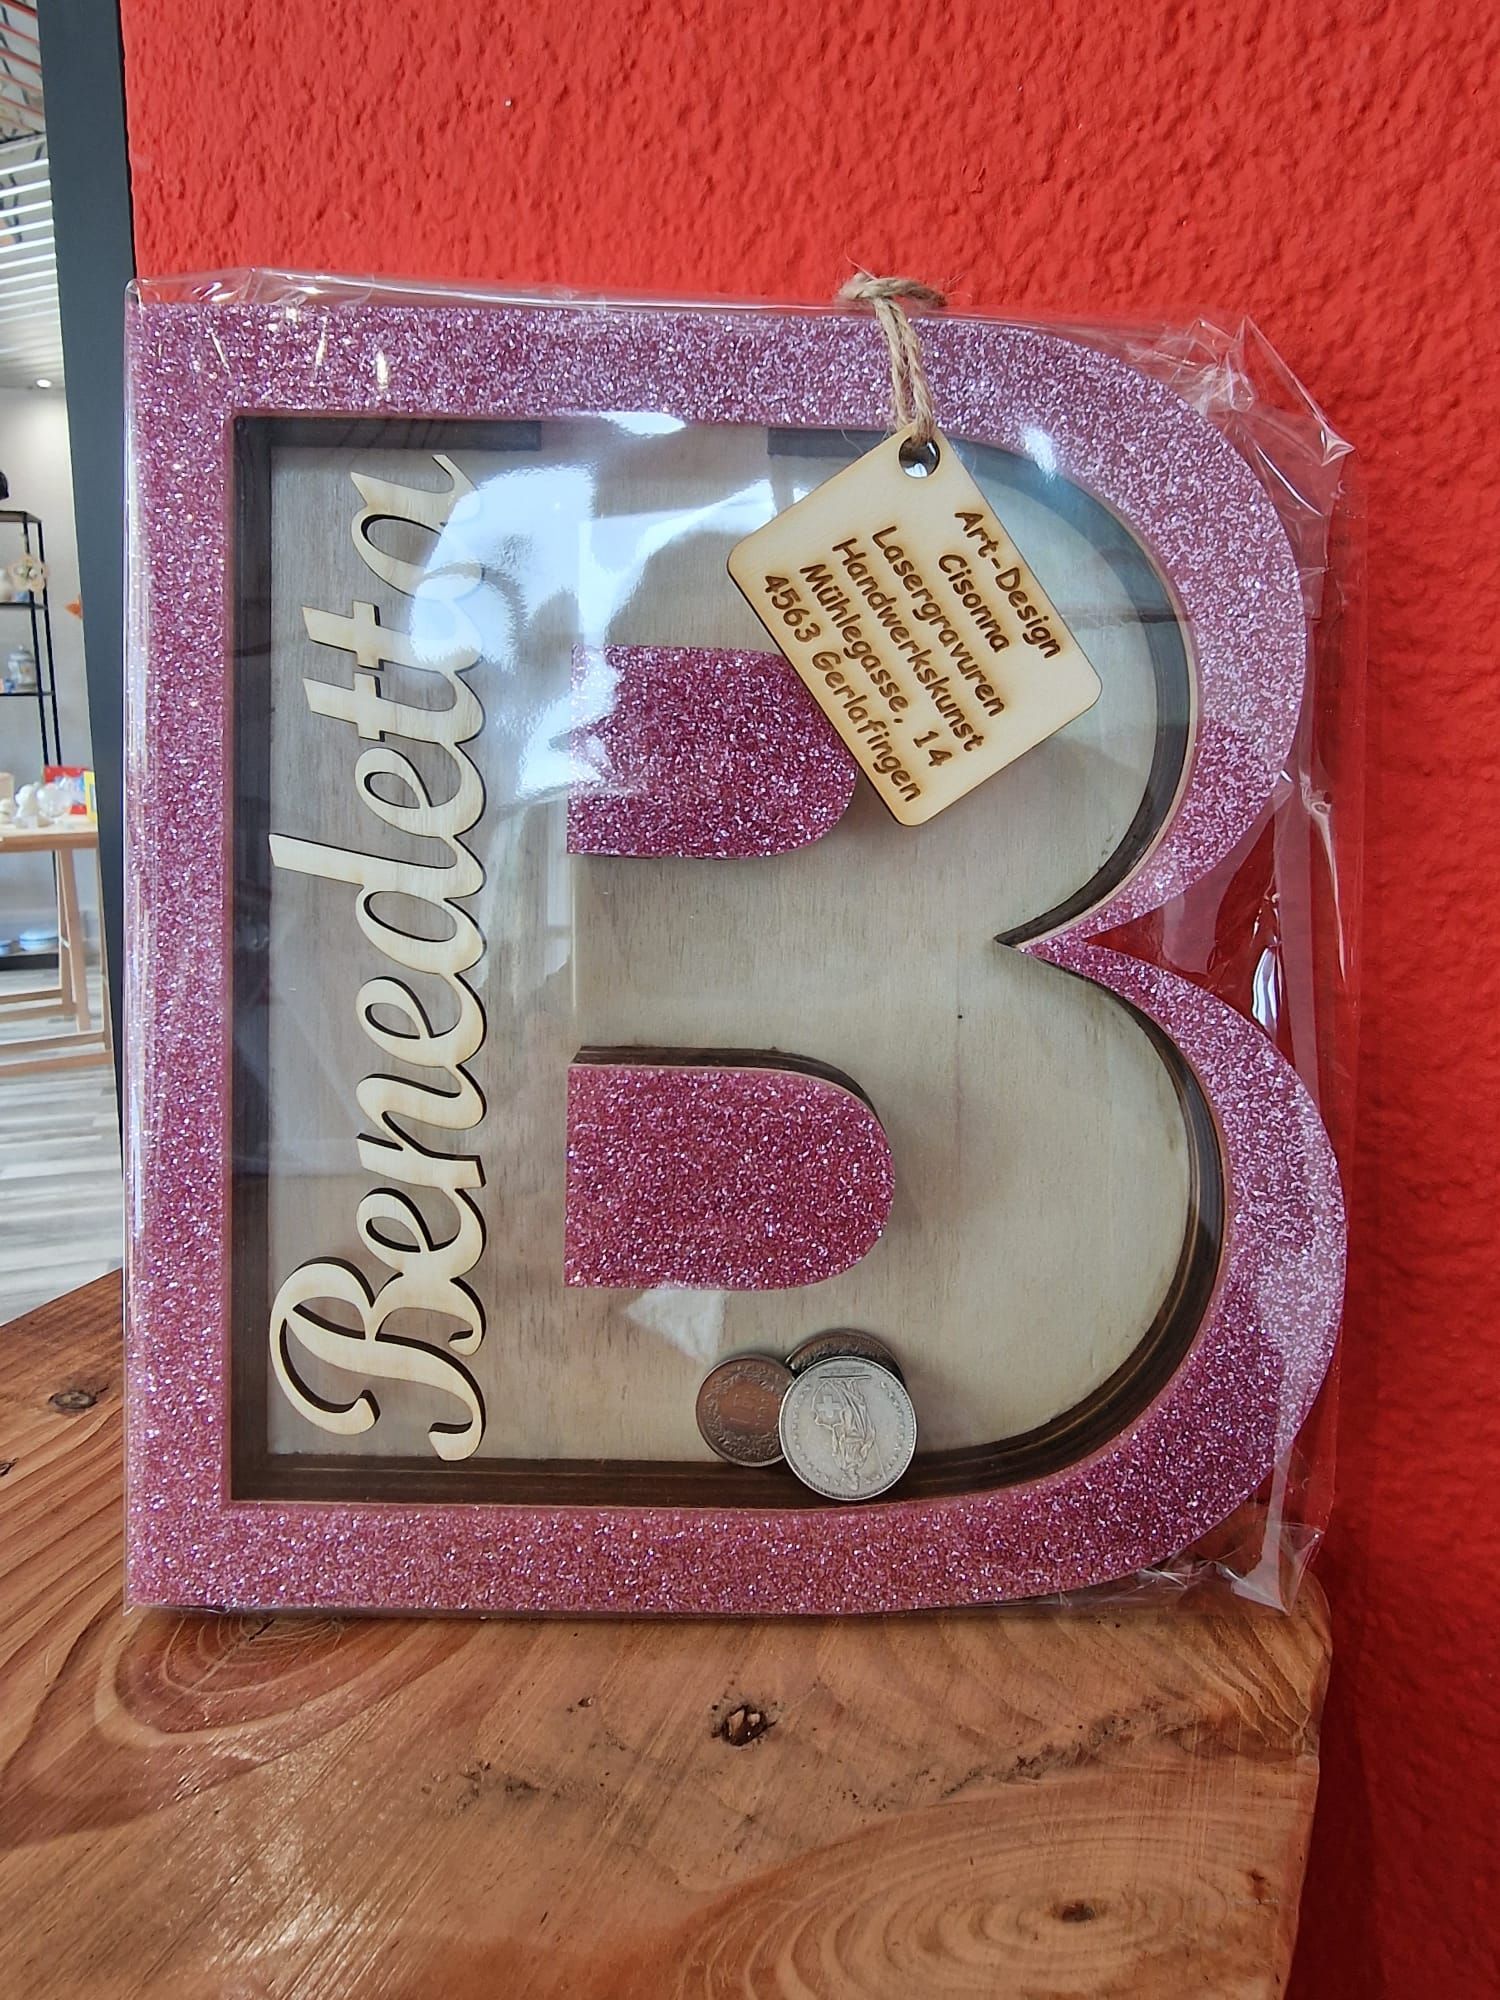 Benedetta
Art-Design
Cisonna
Lasergravuren
Handwerkskunst
Mühlegasse, 14
4563 Gerlafingen